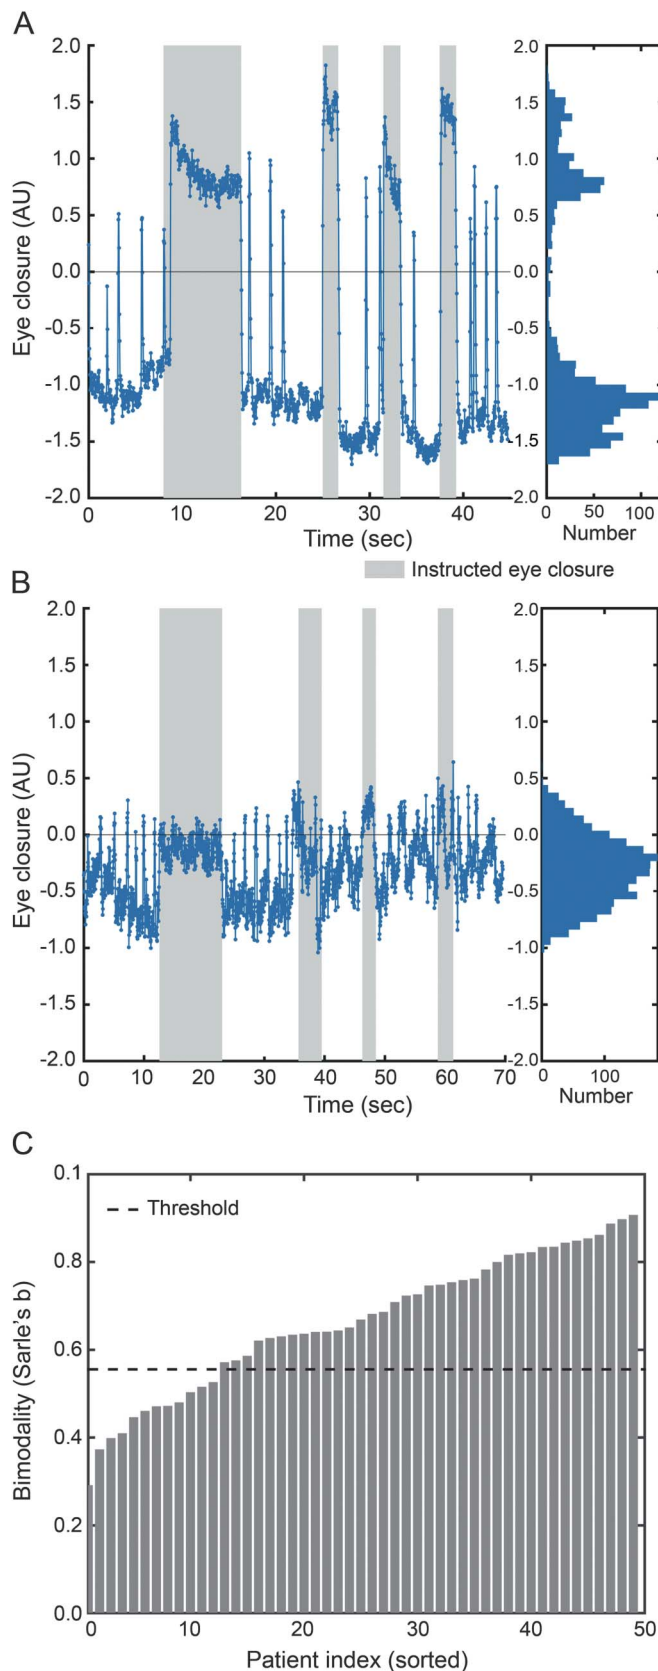 A
2.0
1.5
1.0
0.5
0.0
-0.5
-1.0
-1.5
-2.0
Eye closure (AU)
0 10 20 30 40
Time (sec)
2.0
1.5
1.0
0.5
0.0
-0.5
-1.0
-1.5
-2.0
0 50 100
Number
Instructed eye closure
B
2.0
1.5
1.0
0.5
0.0
-0.5
-1.0
-1.5
-2.0
Eye closure (AU)
0 10 20 30 40 50 60 70
Time (sec)
2.0
1.5
1.0
0.5
0.0
-0.5
-1.0
-1.5
-2.0
0 100
Number
C
0.1
0.8
0.6
0.4
0.2
0.0
Bimodality (Sarle's b)
Threshold
0 10 20 30 40 50
Patient index (sorted)